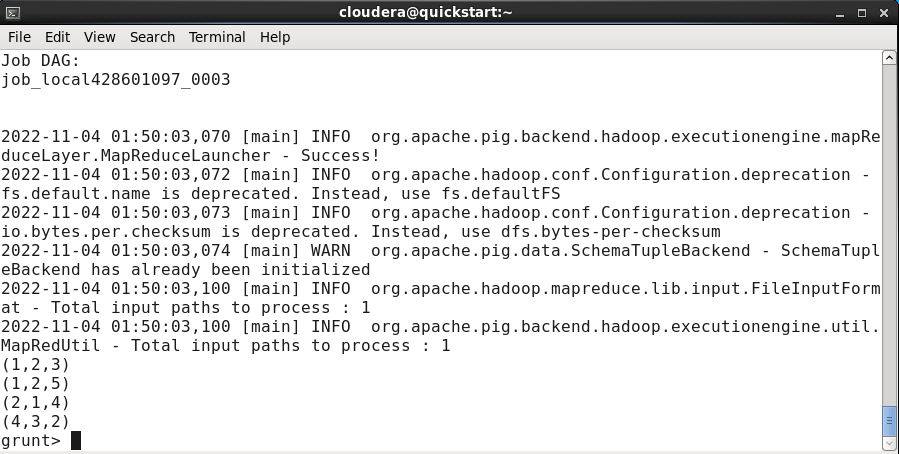 cloudera@quickstart:~
File Edit View Search Terminal Help
Job DAG:
job_local428601097_0003
2022-11-04 01:50:03,070 [main] INFO  org.apache.pig.backend.hadoop.executionengine.mapRe
duceLayer.MapReduceLauncher - Success!
2022-11-04 01:50:03,072 [main] INFO  org.apache.hadoop.conf.Configuration.deprecation -
fs.default.name is deprecated. Instead, use fs.defaultFS
2022-11-04 01:50:03,073 [main] INFO  org.apache.hadoop.conf.Configuration.deprecation -
io.bytes.per.checksum is deprecated. Instead, use dfs.bytes-per-checksum
2022-11-04 01:50:03,074 [main] WARN  org.apache.pig.data.SchemaTupleBackend - SchemaTupl
eBackend has already been initialized
2022-11-04 01:50:03,100 [main] INFO  org.apache.hadoop.mapreduce.lib.input.FileInputForm
at - Total input paths to process : 1
2022-11-04 01:50:03,100 [main] INFO  org.apache.pig.backend.hadoop.executionengine.util.
MapRedUtil - Total input paths to process : 1
(1,2,3)
(1,2,5)
(2,1,4)
(4,3,2)
grunt>